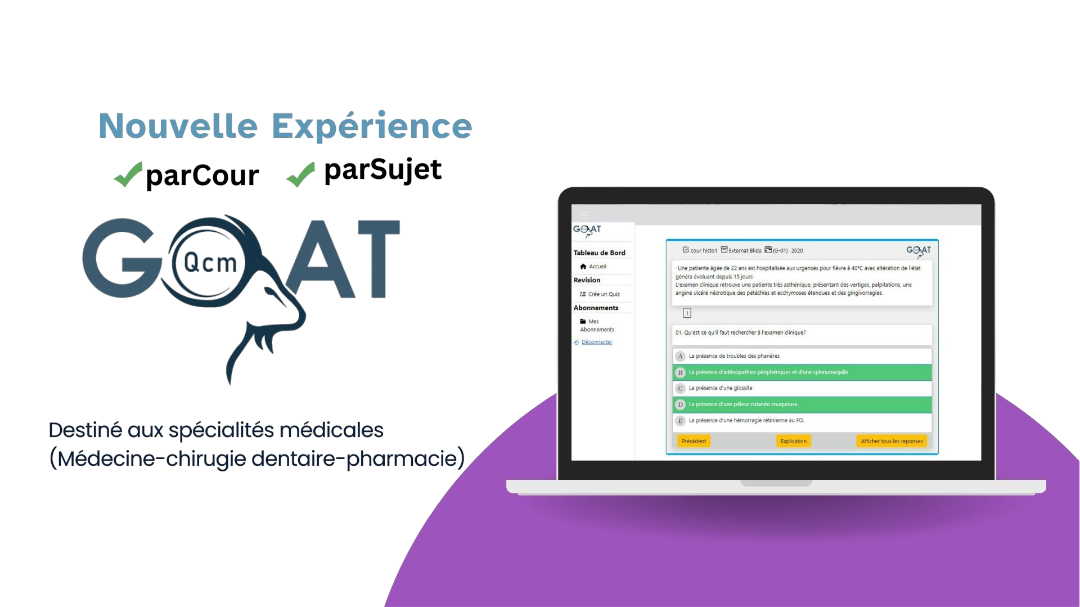 Nouvelle Expérience
parCour
parSujet
GOAT
Qcm
Destiné aux spécialités médicales
(Médecine-chirugie dentaire-pharmacie)
GOAT
Tableau de Bord
Accueil
Revision
Crée un Quiz
Abonnements
Mes
Abonnements
Déconnecter
cour histo1 Externat Blida (G-01) 2020
GOAT
Une patiente âgée de 22 ans est hospitalisée aux urgences pour fièvre à 40°C avec altération de l'état
général évoluant depuis 15 jours
L'examen clinique retrouve une patiente très asthénique, présentant des vertiges, palpitations, une
angine ulcéro nécrotique des pétéchies et ecchymoses étendues et des gingivorragies.
1
01. Qu'est ce qu'il faut rechercher à l'examen clinique?
A La présence de troubles des phanères
B La présence d'adénopathies périphériques et d'une splénomégalie
C La présence d'une glossite
D La présence d'une pâleur cutanéo-muqueuse.
E La présence d'une hémorragie rétinienne au FO.
Précédent
Explication
Afficher tous les reponses